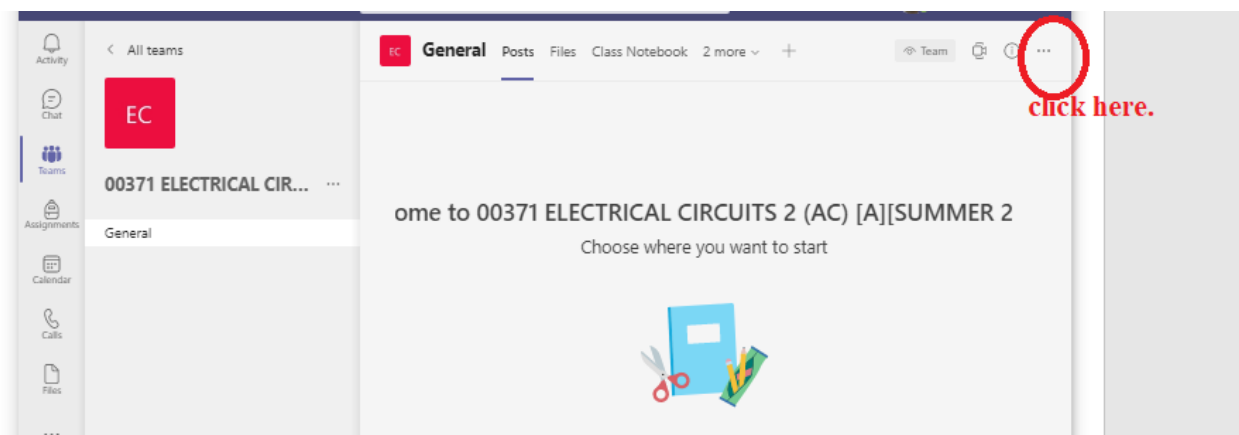 Activity
< All teams
EC General Posts Files Class Notebook 2 more + Team ...
Chat
EC
click here.
Teams
00371 ELECTRICAL CIR... ...
ome to 00371 ELECTRICAL CIRCUITS 2 (AC) [A][SUMMER 2
Assignments
General
Choose where you want to start
Calendar
Calls
Files